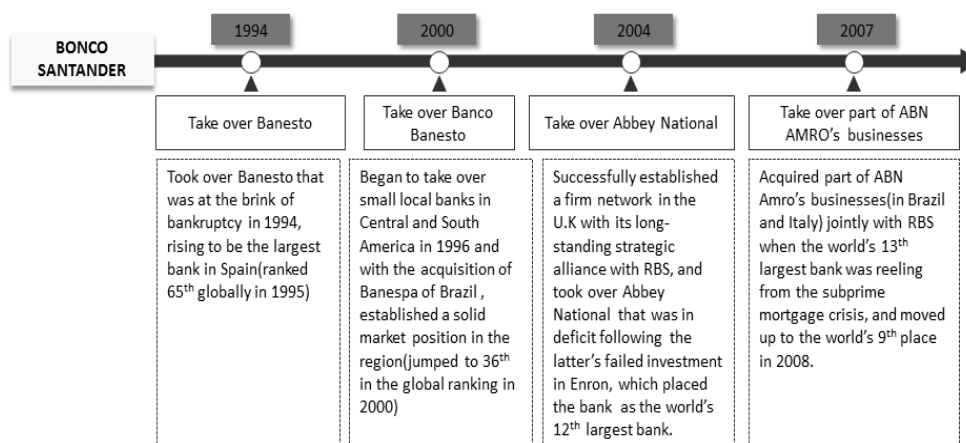 BONCO
SANTANDER
1994
2000
2004
2007
Take over Banesto
Take over Banco
Banesto
Take over Abbey National
Take over part of ABN
AMRO's businesses
Took over Banesto that
was at the brink of
bankruptcy in 1994,
rising to be the largest
bank in Spain(ranked
65th globally in 1995)
Began to take over
small local banks in
Central and South
America in 1996 and
with the acquisition of
Banespa of Brazil ,
established a solid
market position in the
region(jumped to 36th
in the global ranking in
2000)
Successfully established
a firm network in the
U.K with its long-
standing strategic
alliance with RBS, and
took over Abbey
National that was in
deficit following the
latter's failed investment
in Enron, which placed
the bank as the world's
12th largest bank.
Acquired part of ABN
Amro's businesses(in Brazil
and Italy) jointly with RBS
when the world's 13th
largest bank was reeling
from the subprime
mortgage crisis, and moved
up to the world's 9th place
in 2008.